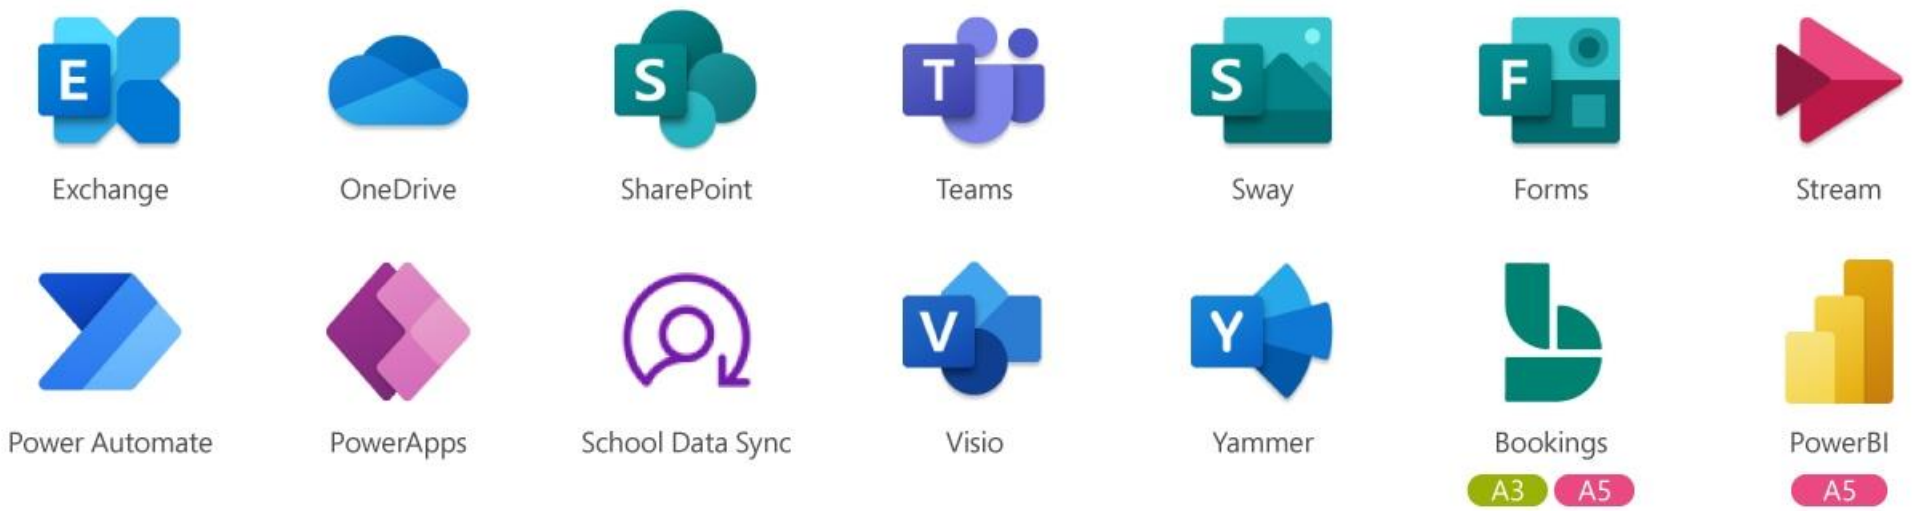 E S T S F
Exchange OneDrive SharePoint Teams Sway Forms Stream
V Y
Power Automate PowerApps School Data Sync Visio Yammer Bookings PowerBI
A3 A5 A5